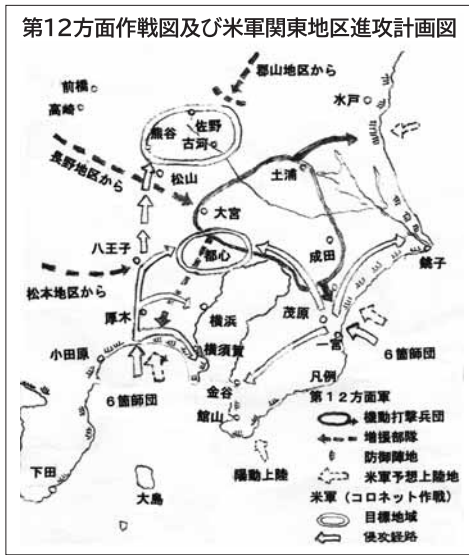 第12方面作戦図及び米軍関東地区進攻計画図
郡山地区から
前橋
高崎
水戸
佐野
熊谷
古河
長野地区から
松山
土浦
大宮
八王子
都心
成田
銚子
松本地区から
厚木
横浜
茂原
一宮
小田原
横須賀
6箇師団
6箇師団
金谷
館山
凡例
第12方面軍
機動打撃兵団
増援部隊
防御陣地
米軍予想上陸地
米軍(コロネット作戦)
目標地域
侵攻経路
陽動上陸
下田
大島